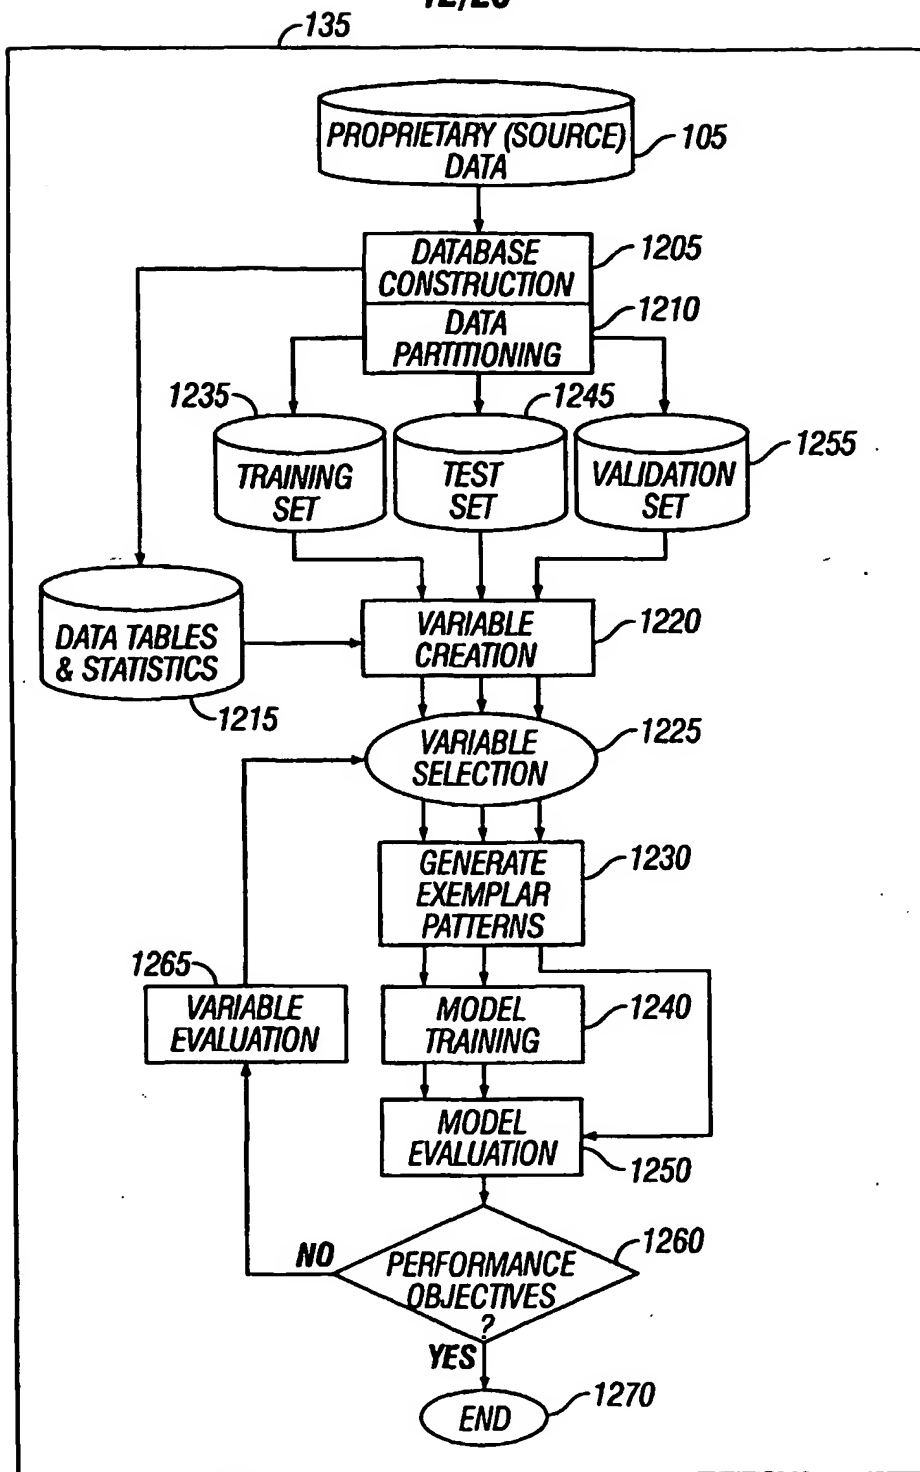 135
PROPRIETARY (SOURCE)
DATA
105
DATABASE
CONSTRUCTION
1205
DATA
PARTITIONING
1210
1235
1245
TRAINING
SET
TEST
SET
VALIDATION
SET
1255
DATA TABLES
& STATISTICS
1215
VARIABLE
CREATION
1220
VARIABLE
SELECTION
1225
GENERATE
EXEMPLAR
PATTERNS
1230
1265
VARIABLE
EVALUATION
MODEL
TRAINING
1240
MODEL
EVALUATION
1250
NO
PERFORMANCE
OBJECTIVES
?
1260
YES
END
1270